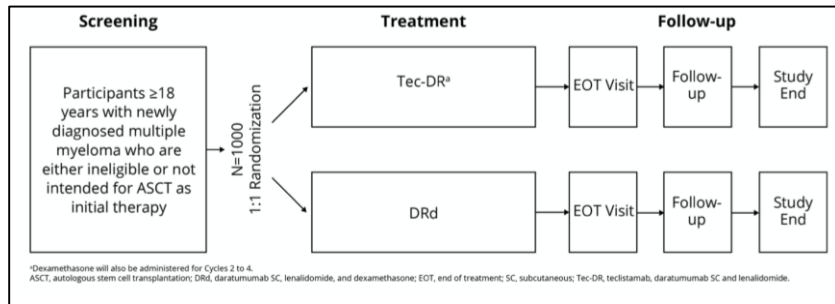 Screening
Treatment
Follow-up
Participants ≥18
years with newly
diagnosed multiple
myeloma who are
either ineligible or not
intended for ASCT as
initial therapy
N=1000
1:1 Randomization
Tec-DRᵃ
EOT Visit
Follow-
up
Study
End
DRd
EOT Visit
Follow-
up
Study
End
ᵃDexamethasone will also be administered for Cycles 2 to 4.
ASCT, autologous stem cell transplantation; DRd, daratumumab SC, lenalidomide, and dexamethasone; EOT, end of treatment; SC, subcutaneous; Tec-DR, teclistamab, daratumumab SC and lenalidomide.